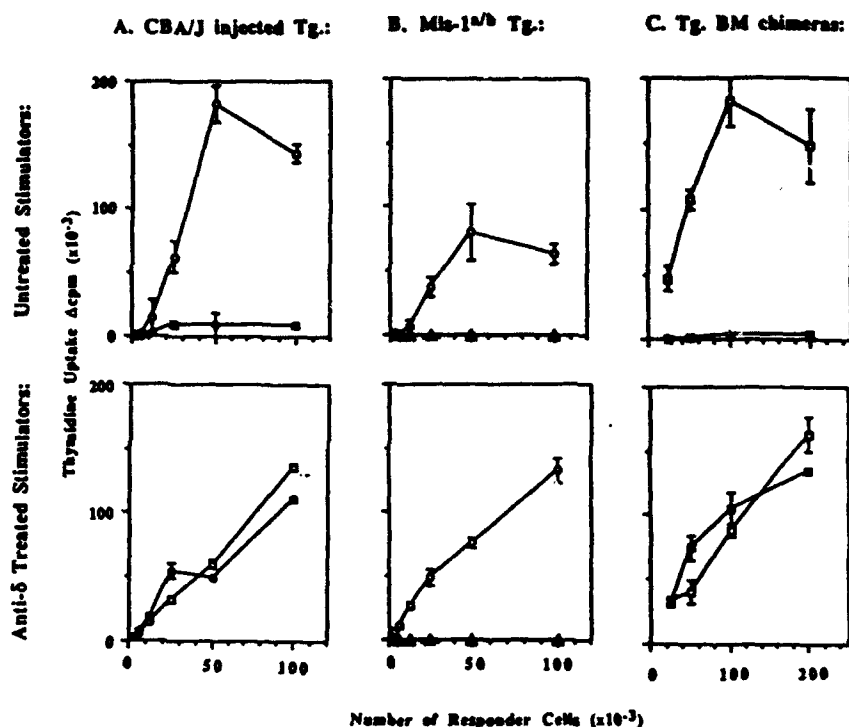 A. CBA/J injected Tg.: B. Mls-1a/b Tg.: C. Tg. BM chimeras:
Untreated Stimulators:
Anti-δ Treated Stimulators:
Thymidine Uptake Δcpm (x10-3)
200
100
0
200
100
0
0 50 100 0 50 100 0 100 200
Number of Responder Cells (x10-3)